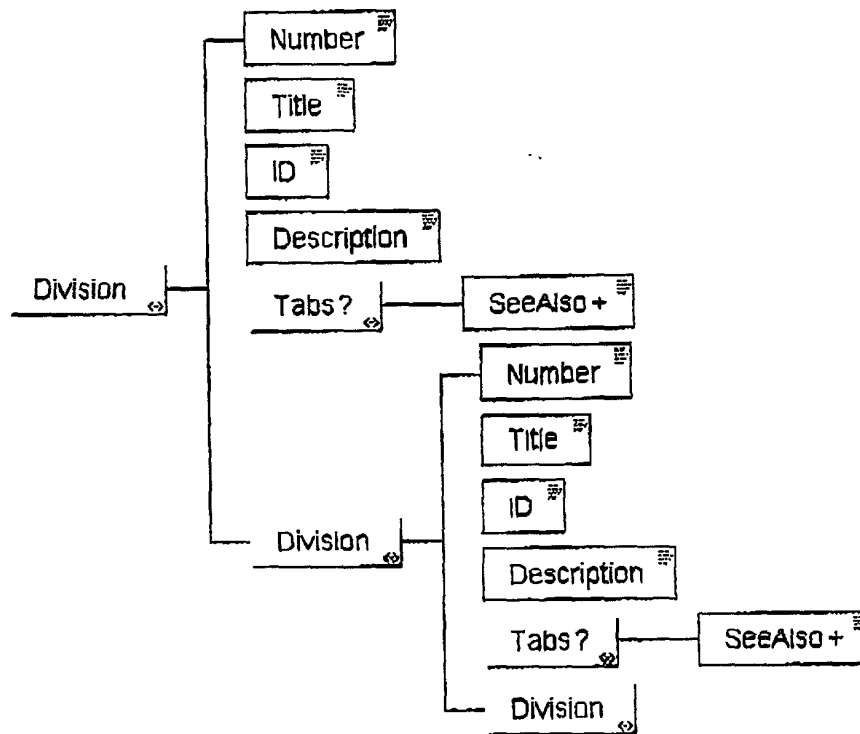 Number
Title
ID
Description
Division
Tabs? SeeAlso+
Number
Title
ID
Division
Description
Tabs? SeeAlso+
Division